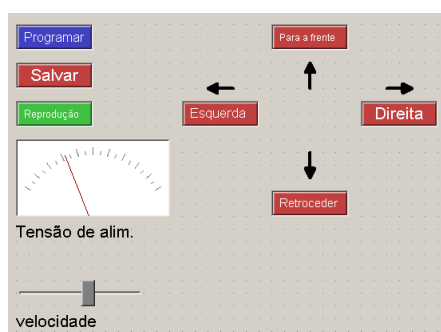 Programar
Para a frente
Salvar
Reprodução
Esquerda
Direita
Retroceder
Tensão de alim.
velocidade